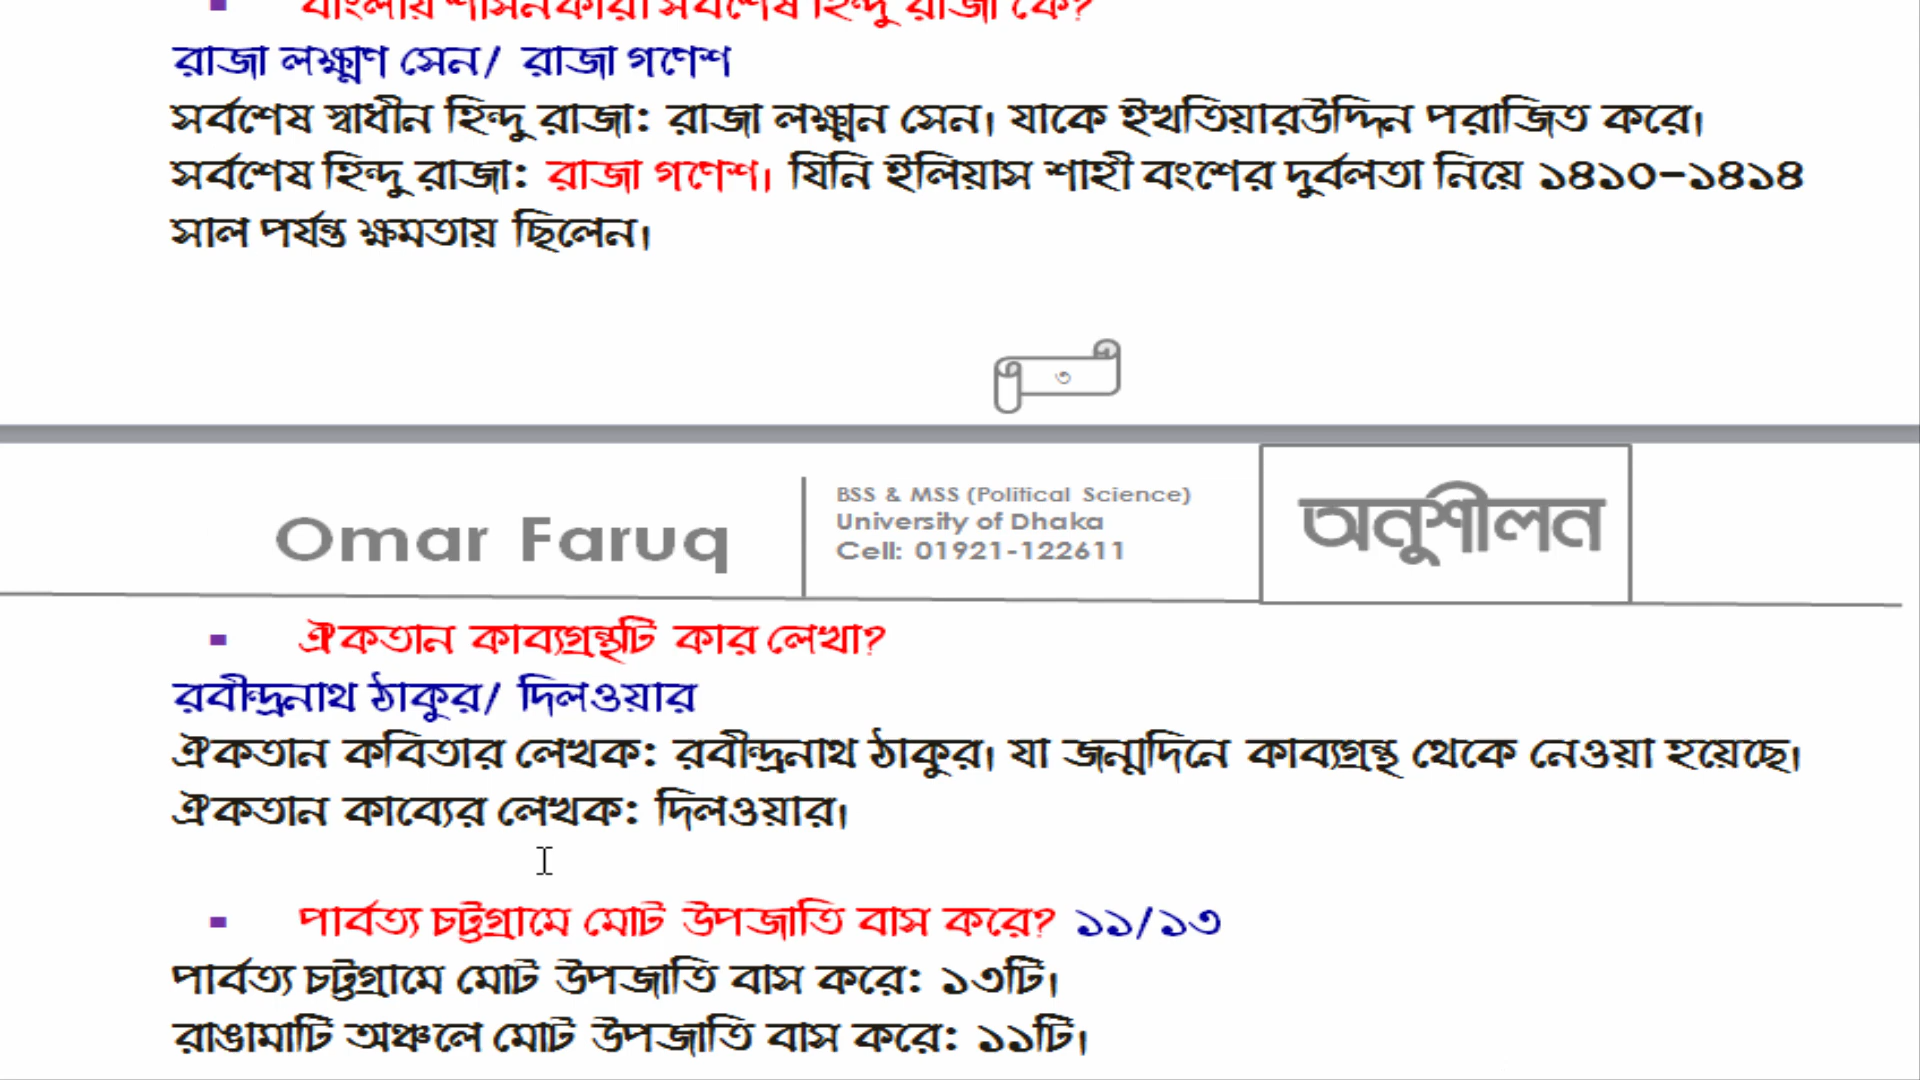 বাংলায় শাসনকারী সর্বশেষ হিন্দু রাজা কে?
রাজা লক্ষ্মণ সেন/ রাজা গণেশ
সর্বশেষ স্বাধীন হিন্দু রাজা: রাজা লক্ষ্মন সেন। যাকে ইখতিয়ারউদ্দিন পরাজিত করে।
সর্বশেষ হিন্দু রাজা: রাজা গণেশ। যিনি ইলিয়াস শাহী বংশের দুর্বলতা নিয়ে ১৪১০-১৪১৪
সাল পর্যন্ত ক্ষমতায় ছিলেন।
৩
Omar Faruq
BSS & MSS (Political Science)
University of Dhaka
Cell: 01921-122611
অনুশীলন
ঐকতান কাব্যগ্রন্থটি কার লেখা?
রবীন্দ্রনাথ ঠাকুর/ দিলওয়ার
ঐকতান কবিতার লেখক: রবীন্দ্রনাথ ঠাকুর। যা জন্মদিনে কাব্যগ্রন্থ থেকে নেওয়া হয়েছে।
ঐকতান কাব্যের লেখক: দিলওয়ার।
পার্বত্য চট্টগ্রামে মোট উপজাতি বাস করে? ১১/১৩
পার্বত্য চট্টগ্রামে মোট উপজাতি বাস করে: ১৩টি।
রাঙামাটি অঞ্চলে মোট উপজাতি বাস করে: ১১টি।